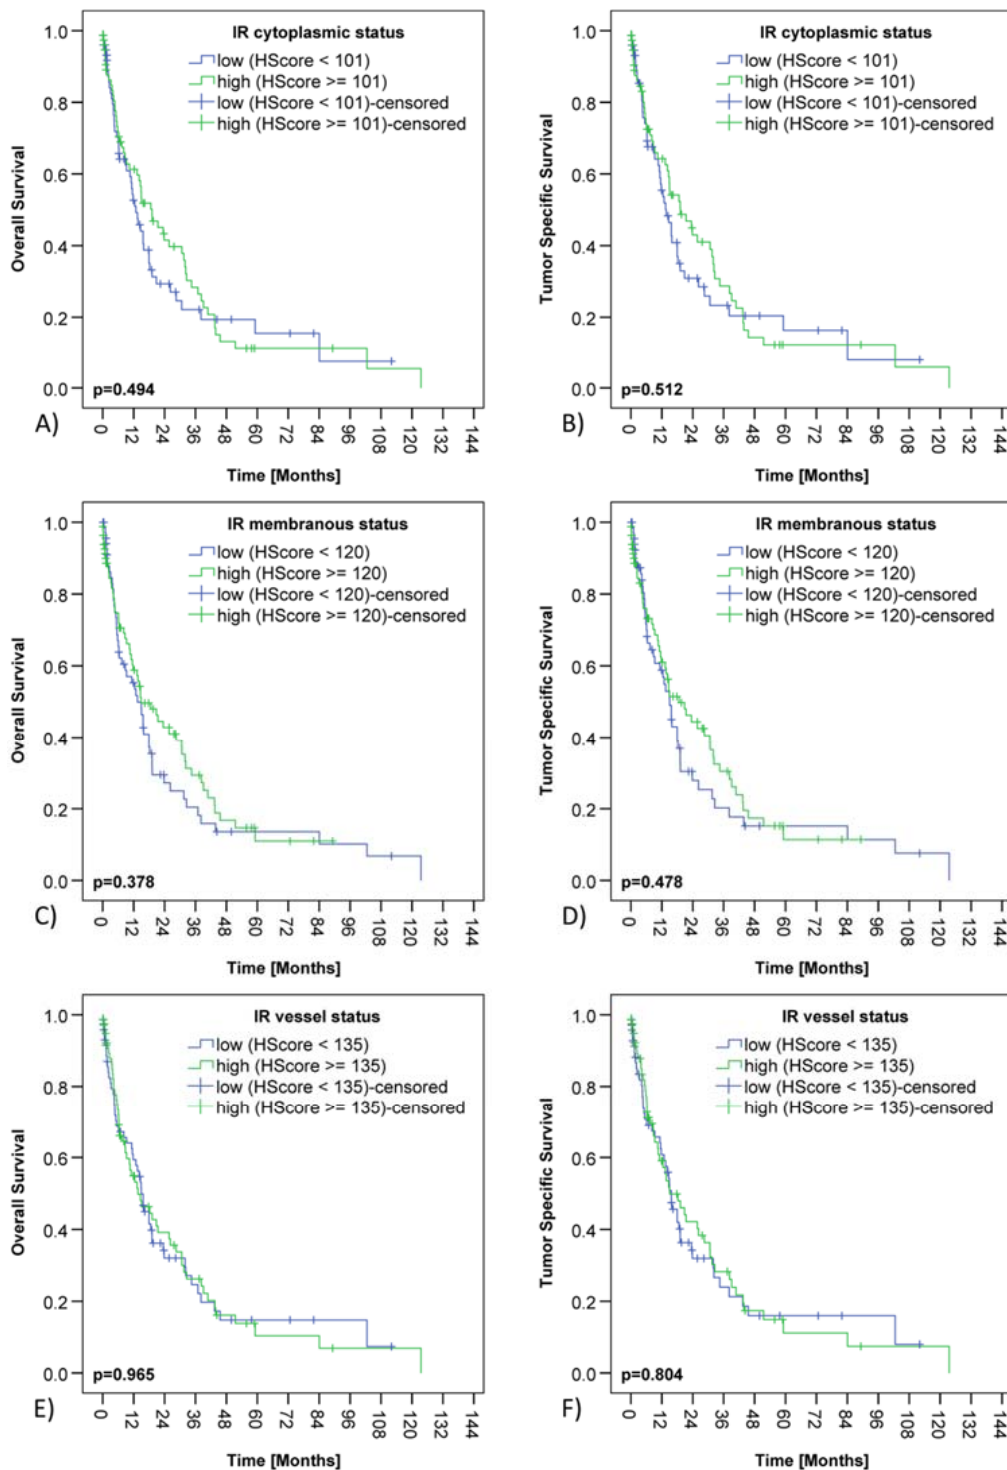 IR cytoplasmic status
low (HScore < 101)
high (HScore >= 101)
low (HScore < 101)-censored
high (HScore >= 101)-censored
Overall Survival
1.0
0.8
0.6
0.4
0.2
0.0
p=0.494
0 12 24 36 48 60 72 84 96 108 120 132 144
Time [Months]
A)
IR cytoplasmic status
low (HScore < 101)
high (HScore >= 101)
low (HScore < 101)-censored
high (HScore >= 101)-censored
Tumor Specific Survival
1.0
0.8
0.6
0.4
0.2
0.0
p=0.512
0 12 24 36 48 60 72 84 96 108 120 132 144
Time [Months]
B)
IR membranous status
low (HScore < 120)
high (HScore >= 120)
low (HScore < 120)-censored
high (HScore >= 120)-censored
Overall Survival
1.0
0.8
0.6
0.4
0.2
0.0
p=0.378
0 12 24 36 48 60 72 84 96 108 120 132 144
Time [Months]
C)
IR membranous status
low (HScore < 120)
high (HScore >= 120)
low (HScore < 120)-censored
high (HScore >= 120)-censored
Tumor Specific Survival
1.0
0.8
0.6
0.4
0.2
0.0
p=0.478
0 12 24 36 48 60 72 84 96 108 120 132 144
Time [Months]
D)
IR vessel status
low (HScore < 135)
high (HScore >= 135)
low (HScore < 135)-censored
high (HScore >= 135)-censored
Overall Survival
1.0
0.8
0.6
0.4
0.2
0.0
p=0.965
0 12 24 36 48 60 72 84 96 108 120 132 144
Time [Months]
E)
IR vessel status
low (HScore < 135)
high (HScore >= 135)
low (HScore < 135)-censored
high (HScore >= 135)-censored
Tumor Specific Survival
1.0
0.8
0.6
0.4
0.2
0.0
p=0.804
0 12 24 36 48 60 72 84 96 108 120 132 144
Time [Months]
F)